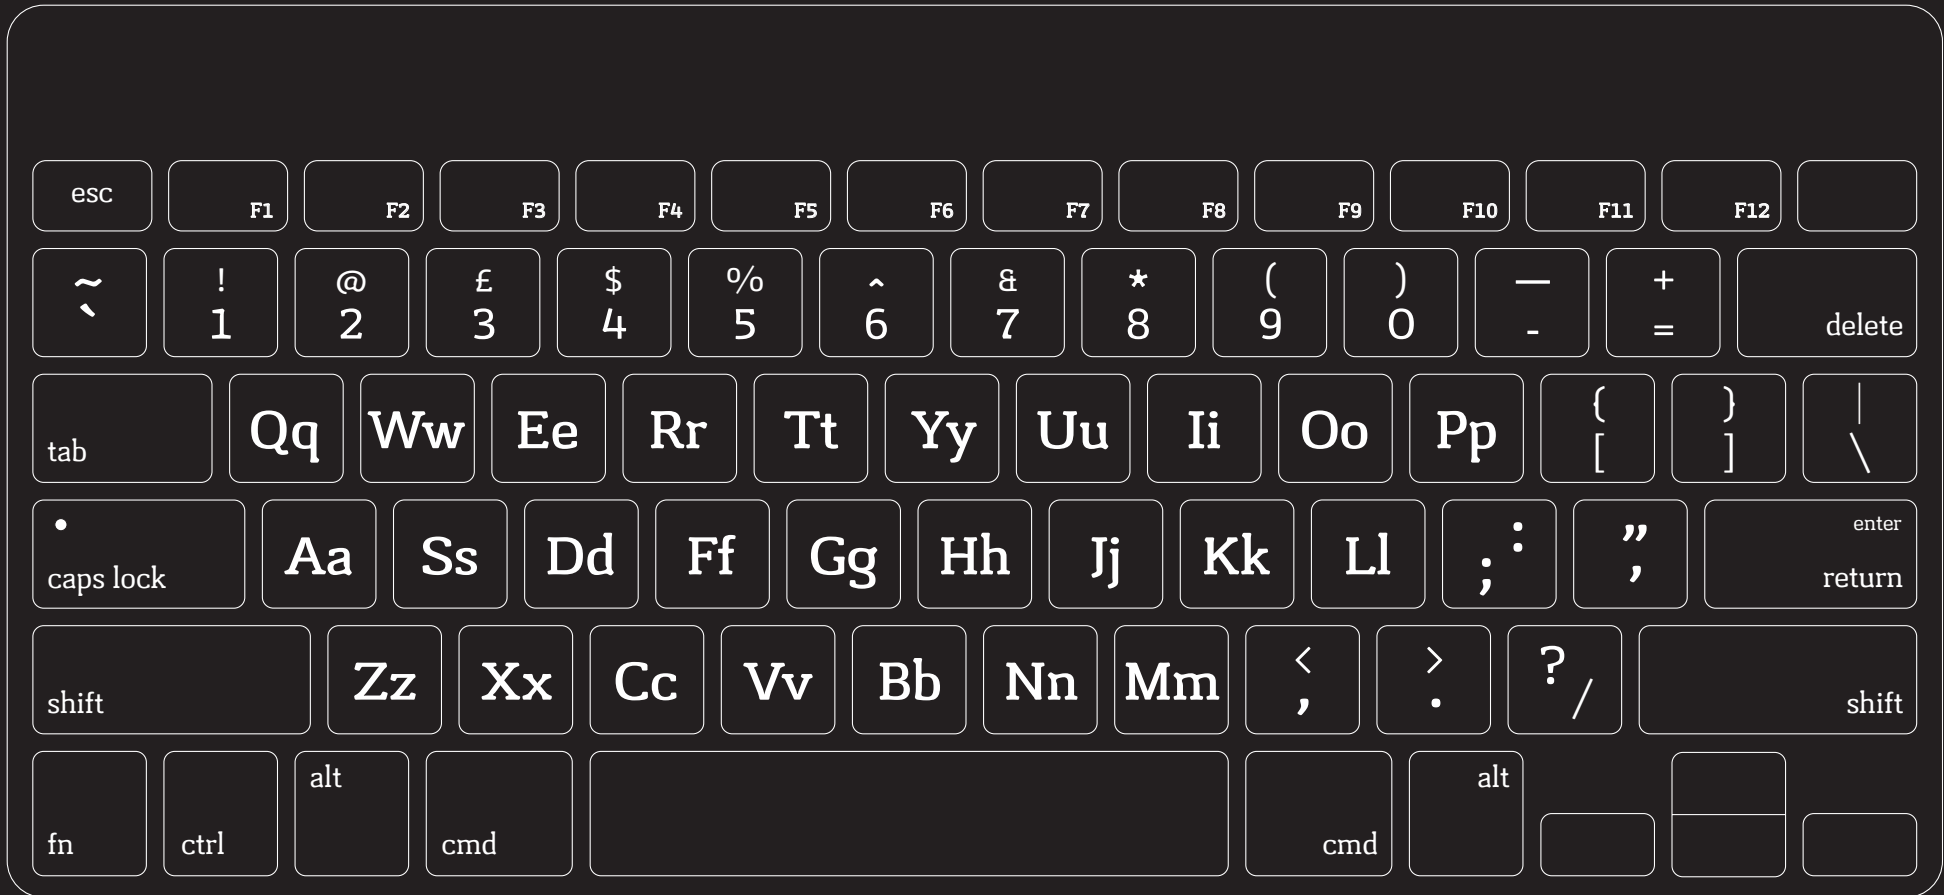 esc F1 F2 F3 F4 F5 F6 F7 F8 F9 F10 F11 F12
~ ! @ £ $ % ^ & * ( ) — +
` 1 2 3 4 5 6 7 8 9 0 - = delete
tab Qq Ww Ee Rr Tt Yy Uu Ii Oo Pp { } |
[ ] \
• enter
caps lock Aa Ss Dd Ff Gg Hh Jj Kk Ll ; : ” , return
shift Zz Xx Cc Vv Bb Nn Mm < > ? shift
, . /
alt alt
fn ctrl cmd cmd